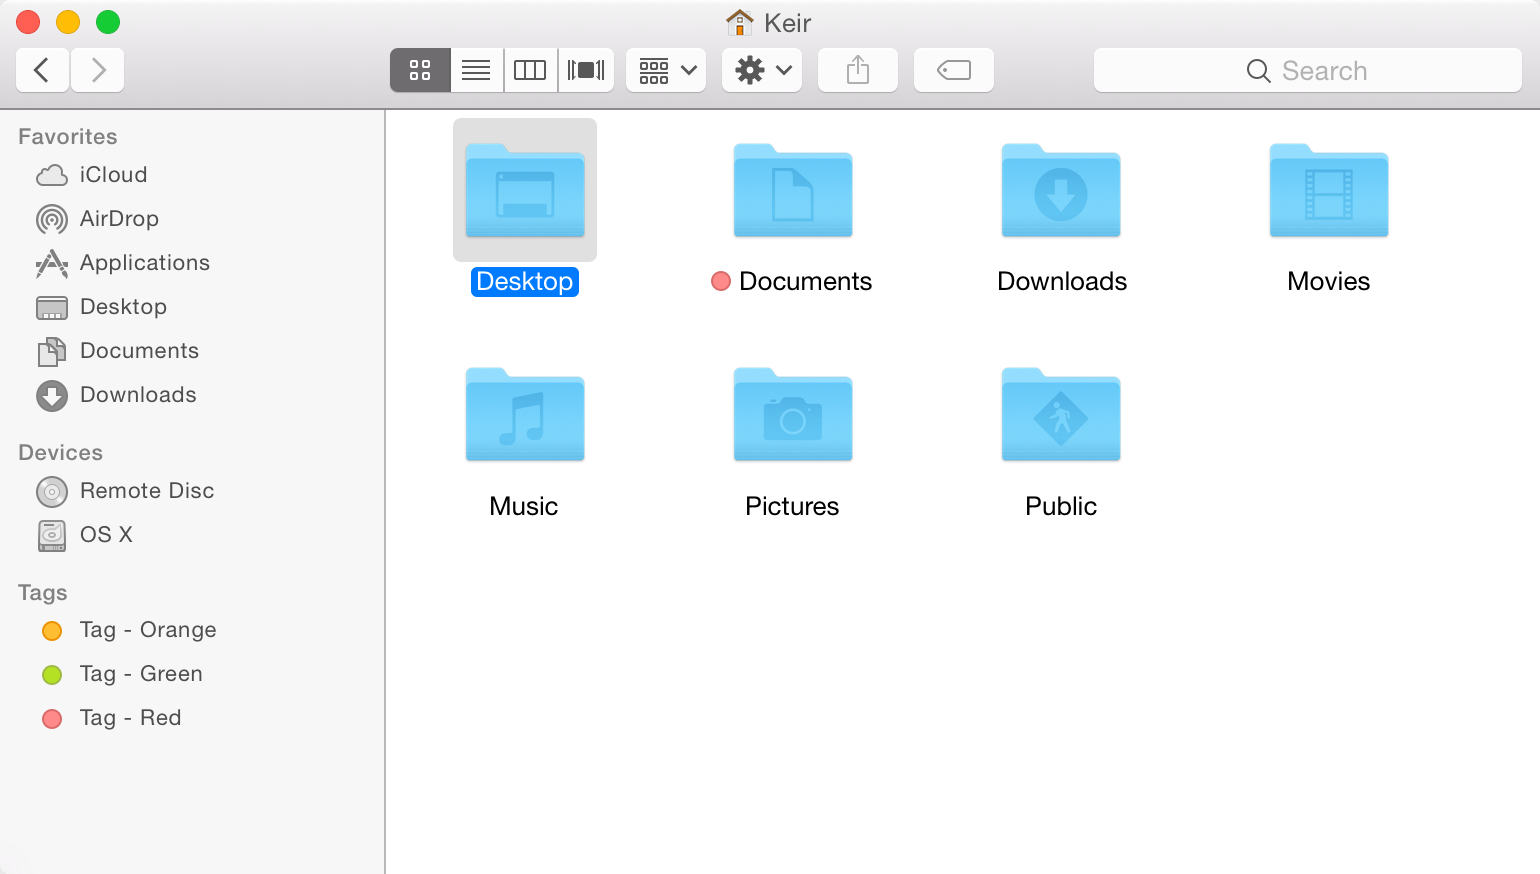 Keir
Search
Favorites
iCloud
AirDrop
Applications
Desktop
Documents
Downloads
Devices
Remote Disc
OS X
Tags
Tag - Orange
Tag - Green
Tag - Red
Desktop
Documents
Downloads
Movies
Music
Pictures
Public